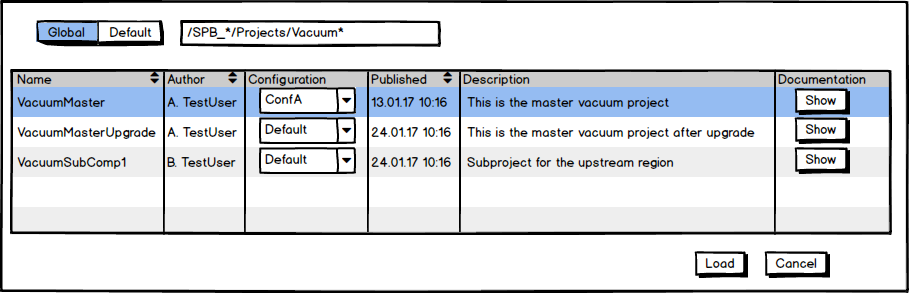 Global Default /SPB_*/Projects/Vacuum*
Name Author Configuration Published Description Documentation
VacuumMaster A. TestUser ConfA 13.01.17 10:16 This is the master vacuum project Show
VacuumMasterUpgrade A. TestUser Default 24.01.17 10:16 This is the master vacuum project after upgrade Show
VacuumSubComp1 B. TestUser Default 24.01.17 10:16 Subproject for the upstream region Show
Load Cancel